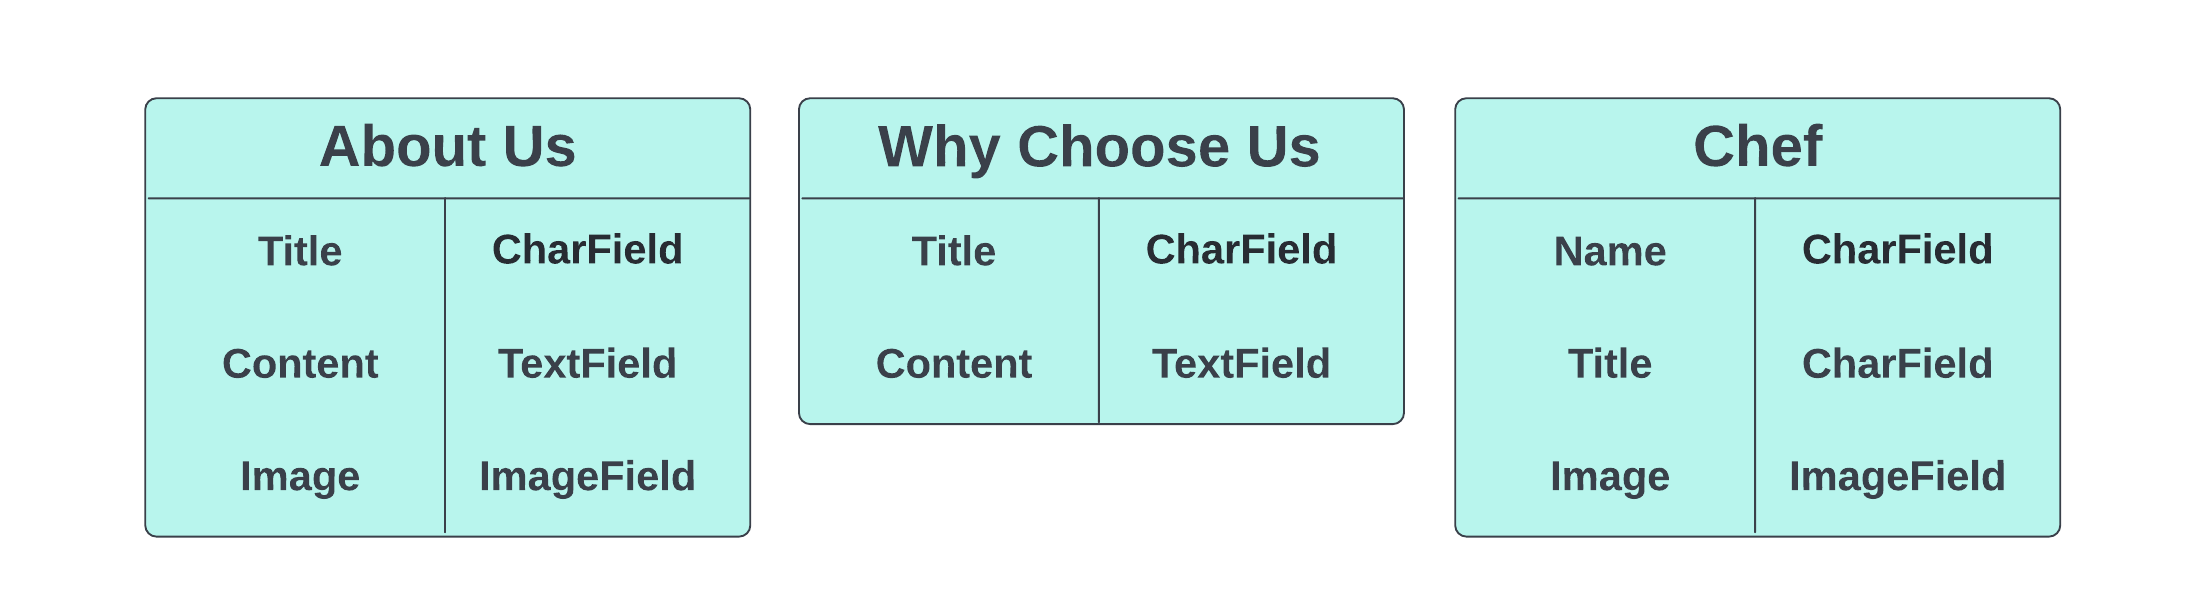 About Us
Title CharField
Content TextField
Image ImageField
Why Choose Us
Title CharField
Content TextField
Chef
Name CharField
Title CharField
Image ImageField